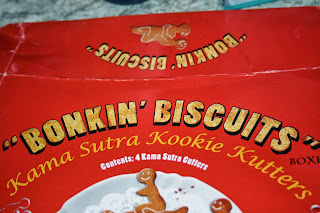 BONKIN' BISCUITS
"BONKIN' BISCUITS"
Kama Sutra Kookie Kutters
Contents: 4 Kama Sutra Cutters